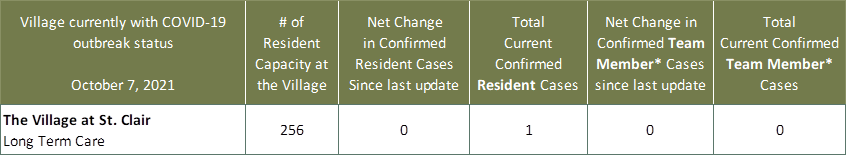 Village currently with COVID-19
outbreak status
October 7, 2021
# of
Resident
Capacity at
the Village
Net Change
in Confirmed
Resident Cases
Since last update
Total
Current
Confirmed
Resident Cases
Net Change in
Confirmed Team
Member* Cases
since last update
Total
Current Confirmed
Team Member*
Cases
The Village at St. Clair
Long Term Care
256
0
1
0
0